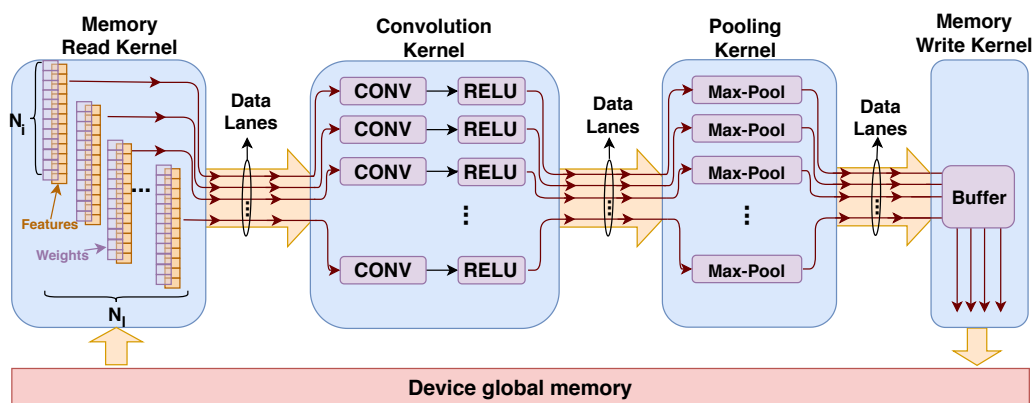 Memory
Read Kernel
Convolution
Kernel
Pooling
Kernel
Memory
Write Kernel
N_i
Features
Weights
...
N_l
Data
Lanes
...
CONV
RELU
CONV
RELU
CONV
RELU
...
...
CONV
RELU
Data
Lanes
...
Max-Pool
Max-Pool
Max-Pool
...
Max-Pool
Data
Lanes
...
Buffer
Device global memory